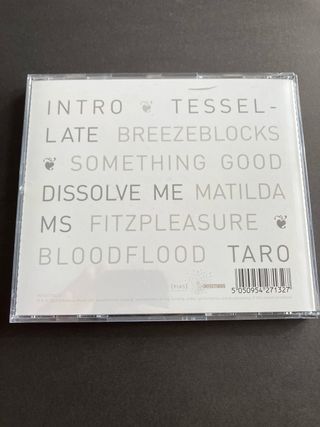 INTRO ❦ TESSEL-
LATE BREEZEBLOCKS
❦ SOMETHING GOOD
DISSOLVE ME MATILDA
MS FITZPLEASURE ❦
BLOODFLOOD TARO
5 050954 271327